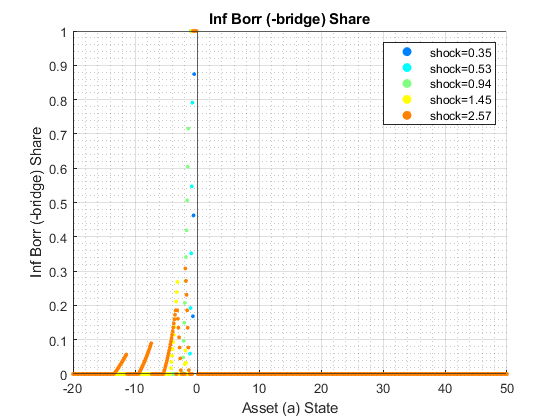 Inf Borr (-bridge) Share
1
0.9
0.8
0.7
0.6
0.5
0.4
0.3
0.2
0.1
0
Inf Borr (-bridge) Share
shock=0.35
shock=0.53
shock=0.94
shock=1.45
shock=2.57
-20 -10 0 10 20 30 40 50
Asset (a) State